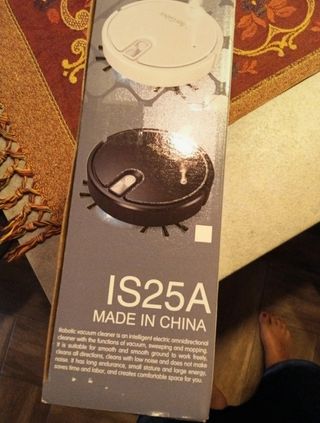 IS25A
MADE IN CHINA
Robotic vacuum cleaner is an intelligent electric omnidirectional
cleaner with the functions of vacuum, sweeping and mopping.
It is suitable for smooth and smooth ground to work freely,
cleans all directions, cleans with low noise and does not make
noise. It has long endurance, small stature and large energy,
saves time and labor, and creates comfortable space for you.